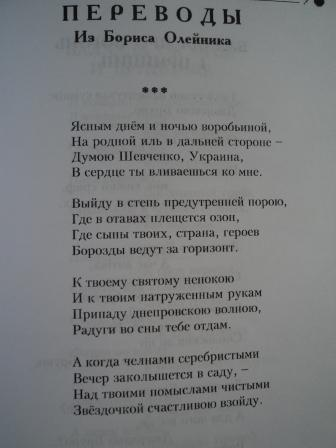 ПЕРЕВОДЫ
Из Бориса Олейника
***
Ясным днём и ночью воробьиной,
На родной иль в дальней стороне –
Думою Шевченко, Украина,
В сердце ты вливаешься ко мне.
Выйду в степь предутренней порою,
Где в отавах плещется озон,
Где сыны твоих, страна, героев
Борозды ведут за горизонт.
К твоему святому непокою
И к твоим натруженным рукам
Припаду днепровскою волною,
Радуги во сны тебе отдам.
А когда челнами серебристыми
Вечер заколышется в саду, –
Над твоими помыслами чистыми
Звёздочкой счастливою взойду.